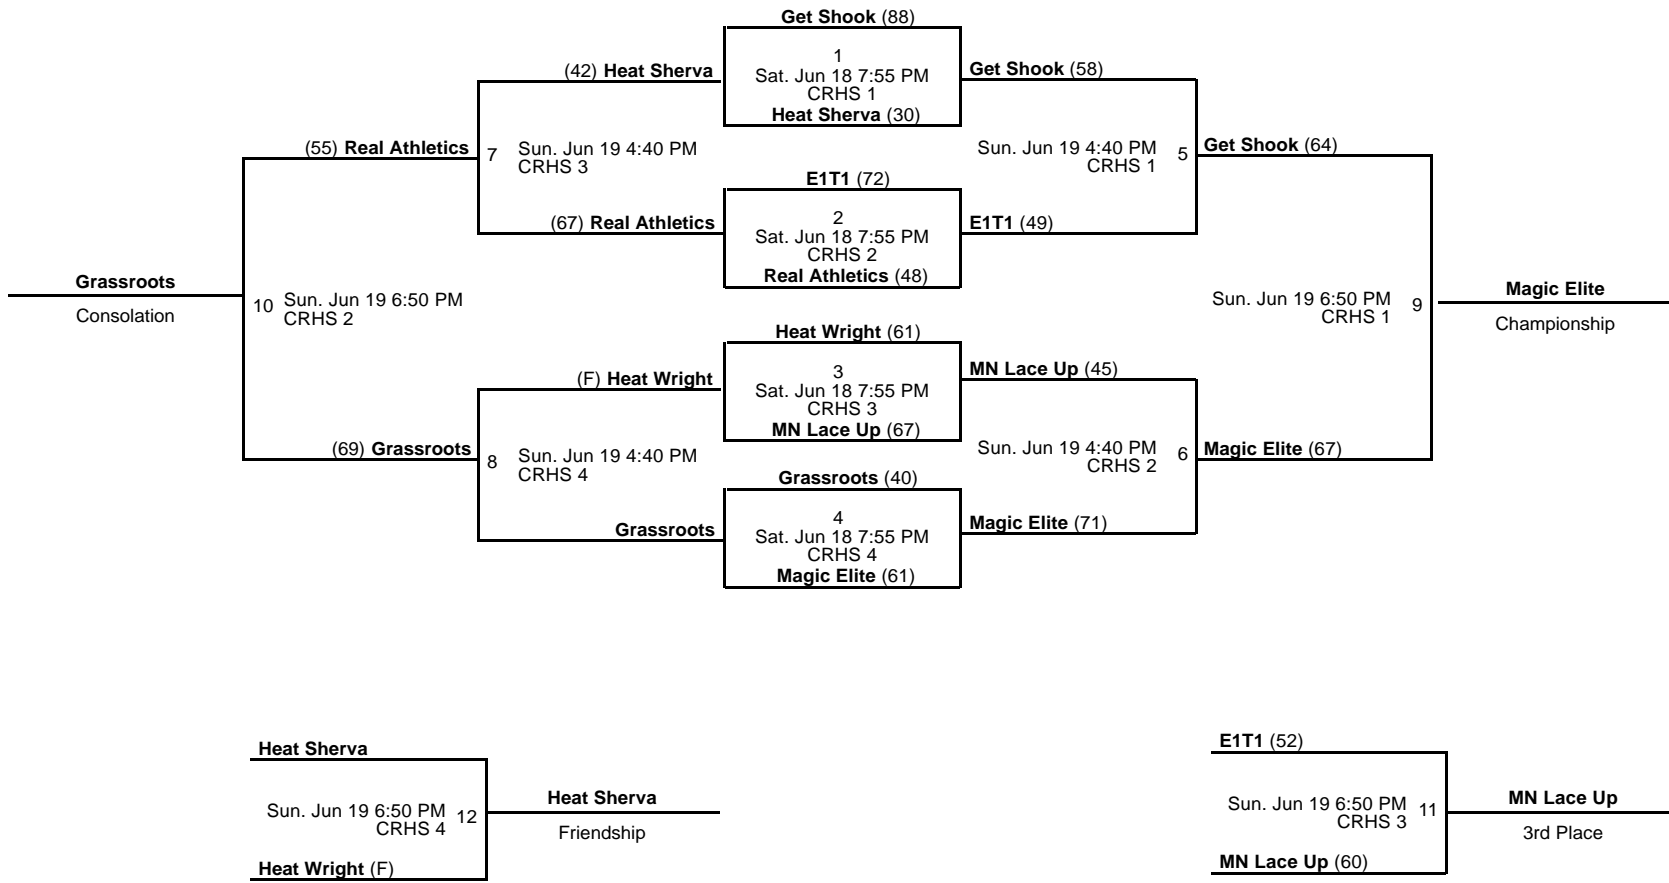 Get Shook (88)
1
Sat. Jun 18 7:55 PM
CRHS 1
Heat Sherva (30)
(42) Heat Sherva
Get Shook (58)
(55) Real Athletics
7 Sun. Jun 19 4:40 PM
CRHS 3
Sun. Jun 19 4:40 PM 5
CRHS 1
Get Shook (64)
E1T1 (72)
2
Sat. Jun 18 7:55 PM
CRHS 2
Real Athletics (48)
(67) Real Athletics
E1T1 (49)
Grassroots
Consolation
10 Sun. Jun 19 6:50 PM
CRHS 2
Sun. Jun 19 6:50 PM 9
CRHS 1
Magic Elite
Championship
Heat Wright (61)
3
Sat. Jun 18 7:55 PM
CRHS 3
MN Lace Up (67)
(F) Heat Wright
MN Lace Up (45)
(69) Grassroots
8 Sun. Jun 19 4:40 PM
CRHS 4
Sun. Jun 19 4:40 PM 6
CRHS 2
Magic Elite (67)
Grassroots (40)
4
Sat. Jun 18 7:55 PM
CRHS 4
Magic Elite (61)
Grassroots
Magic Elite (71)
Heat Sherva
Sun. Jun 19 6:50 PM 12
CRHS 4
Heat Wright (F)
Heat Sherva
Friendship
E1T1 (52)
Sun. Jun 19 6:50 PM 11
CRHS 3
MN Lace Up (60)
MN Lace Up
3rd Place